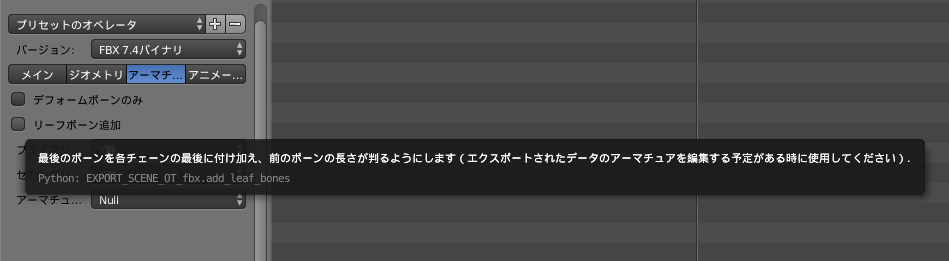 プリセットのオペレータ
バージョン: FBX 7.4バイナリ
メイン ジオメトリ アーマチ... アニメー...
デフォームボーンのみ
リーフボーン追加
最後のボーンを各チェーンの最後に付け加え、前のボーンの長さが判るようにします(エクスポートされたデータのアーマチュアを編集する予定がある時に使用してください).
Python: EXPORT_SCENE_OT_fbx.add_leaf_bones
アーマチュ... Null